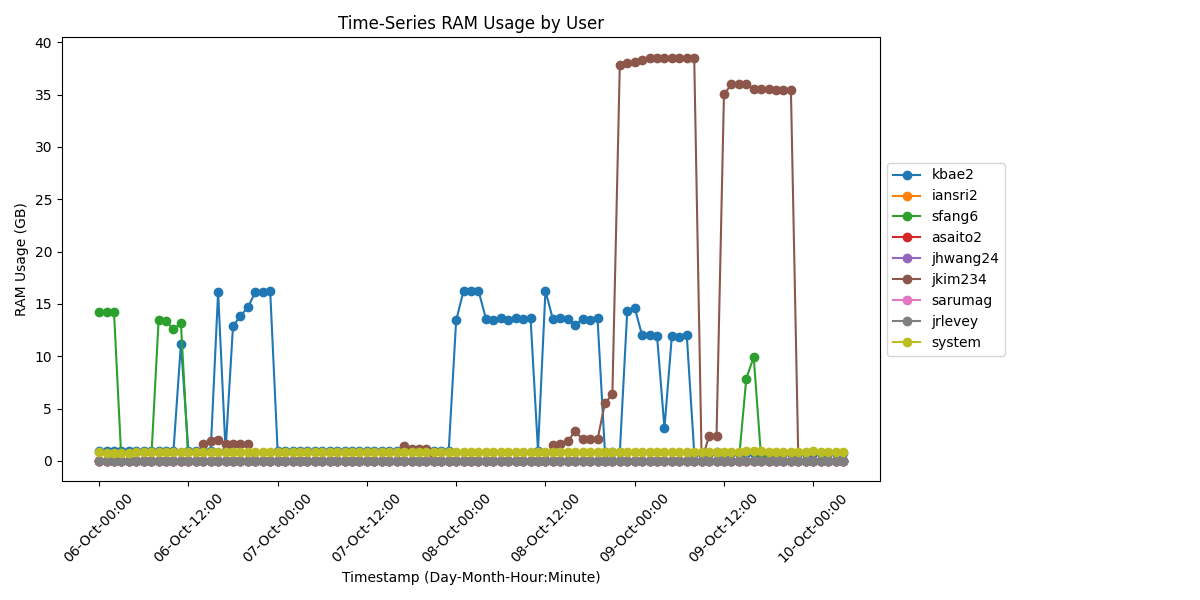 Time-Series RAM Usage by User
40
35
30
25
20
15
10
5
0
RAM Usage (GB)
06-Oct-00:00
06-Oct-12:00
07-Oct-00:00
07-Oct-12:00
08-Oct-00:00
08-Oct-12:00
09-Oct-00:00
09-Oct-12:00
10-Oct-00:00
Timestamp (Day-Month-Hour:Minute)
kbae2
iansri2
sfang6
asaito2
jhwang24
jkim234
sarumag
jrlevey
system